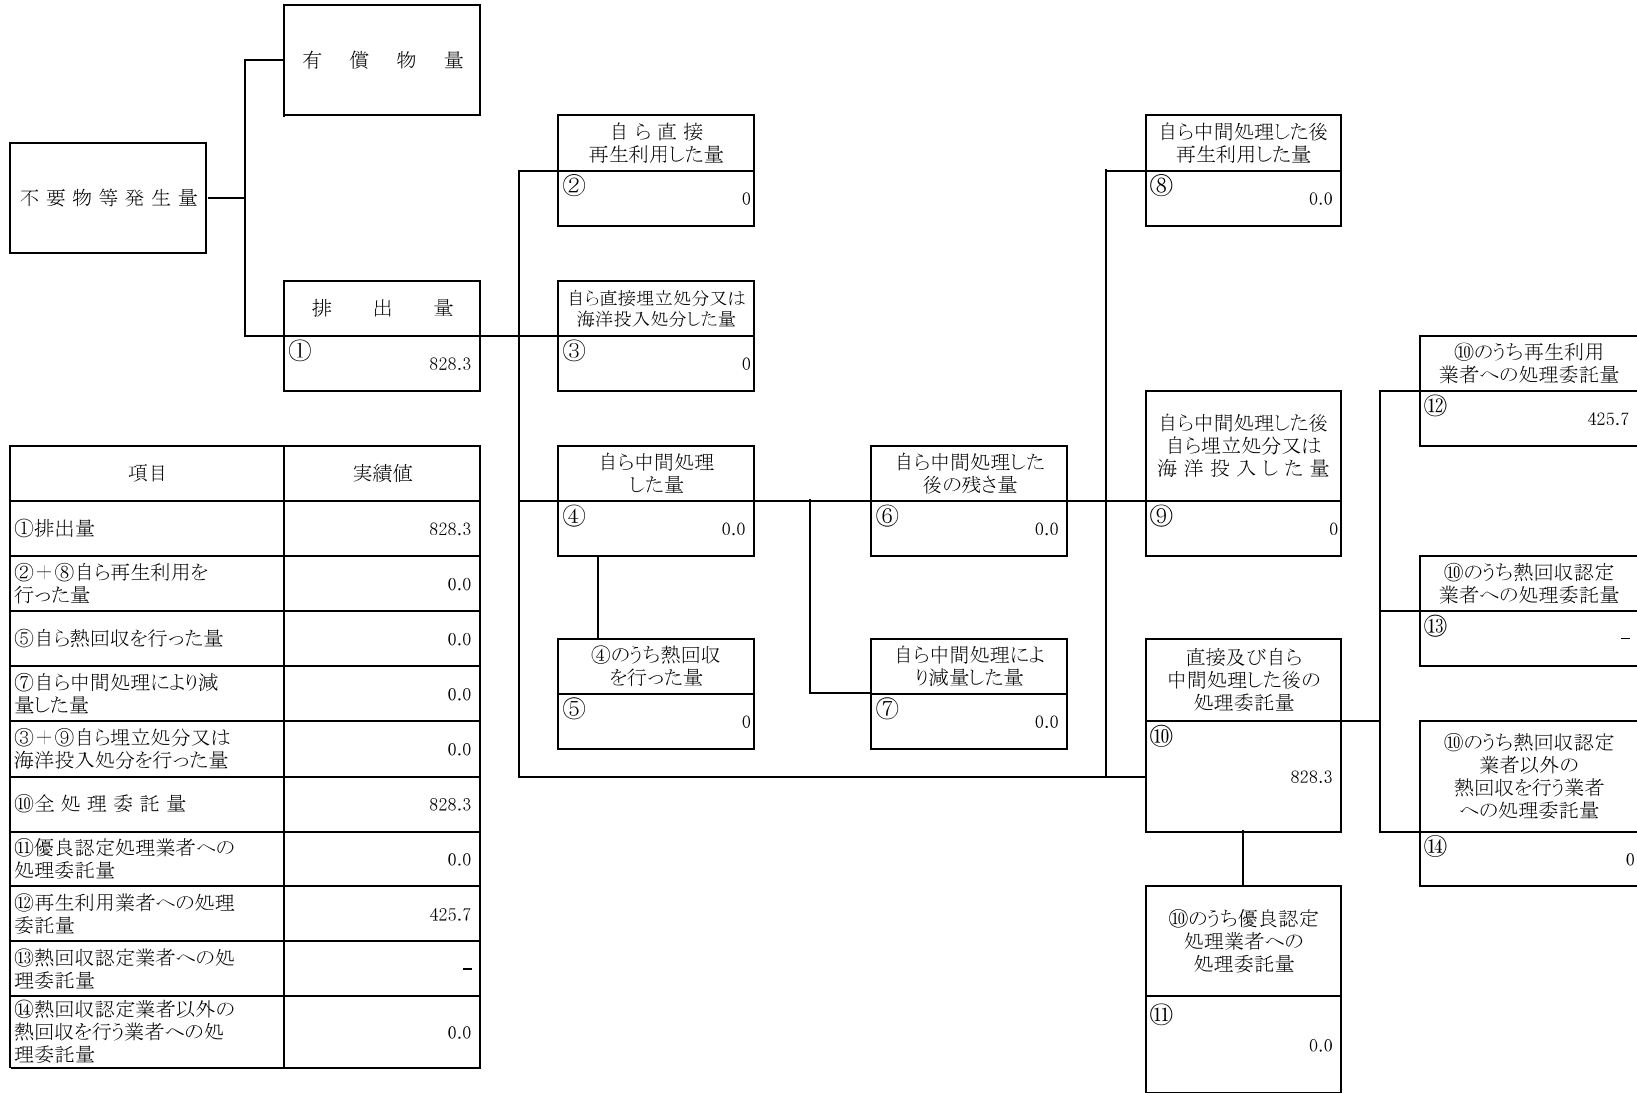 有償物量
不要物等発生量
排出量
①
828.3
自ら直接
再生利用した量
②
0
自ら直接埋立処分又は
海洋投入処分した量
③
0
自ら中間処理
した量
④
0.0
④のうち熱回収
を行った量
⑤
0
自ら中間処理した
後の残さ量
⑥
0.0
自ら中間処理によ
り減量した量
⑦
0.0
自ら中間処理した後
再生利用した量
⑧
0.0
自ら中間処理した後
自ら埋立処分又は
海洋投入した量
⑨
0
直接及び自ら
中間処理した後の
処理委託量
⑩
828.3
⑩のうち優良認定
処理業者への
処理委託量
⑪
0.0
⑩のうち再生利用
業者への処理委託量
⑫
425.7
⑩のうち熱回収認定
業者への処理委託量
⑬
－
⑩のうち熱回収認定
業者以外の
熱回収を行う業者
への処理委託量
⑭
0
項目 実績値
①排出量 828.3
②＋⑧自ら再生利用を
行った量 0.0
⑤自ら熱回収を行った量 0.0
⑦自ら中間処理により減
量した量 0.0
③＋⑨自ら埋立処分又は
海洋投入処分を行った量 0.0
⑩全処理委託量 828.3
⑪優良認定処理業者への
処理委託量 0.0
⑫再生利用業者への処理
委託量 425.7
⑬熱回収認定業者への処
理委託量 －
⑭熱回収認定業者以外の
熱回収を行う業者への処
理委託量 0.0